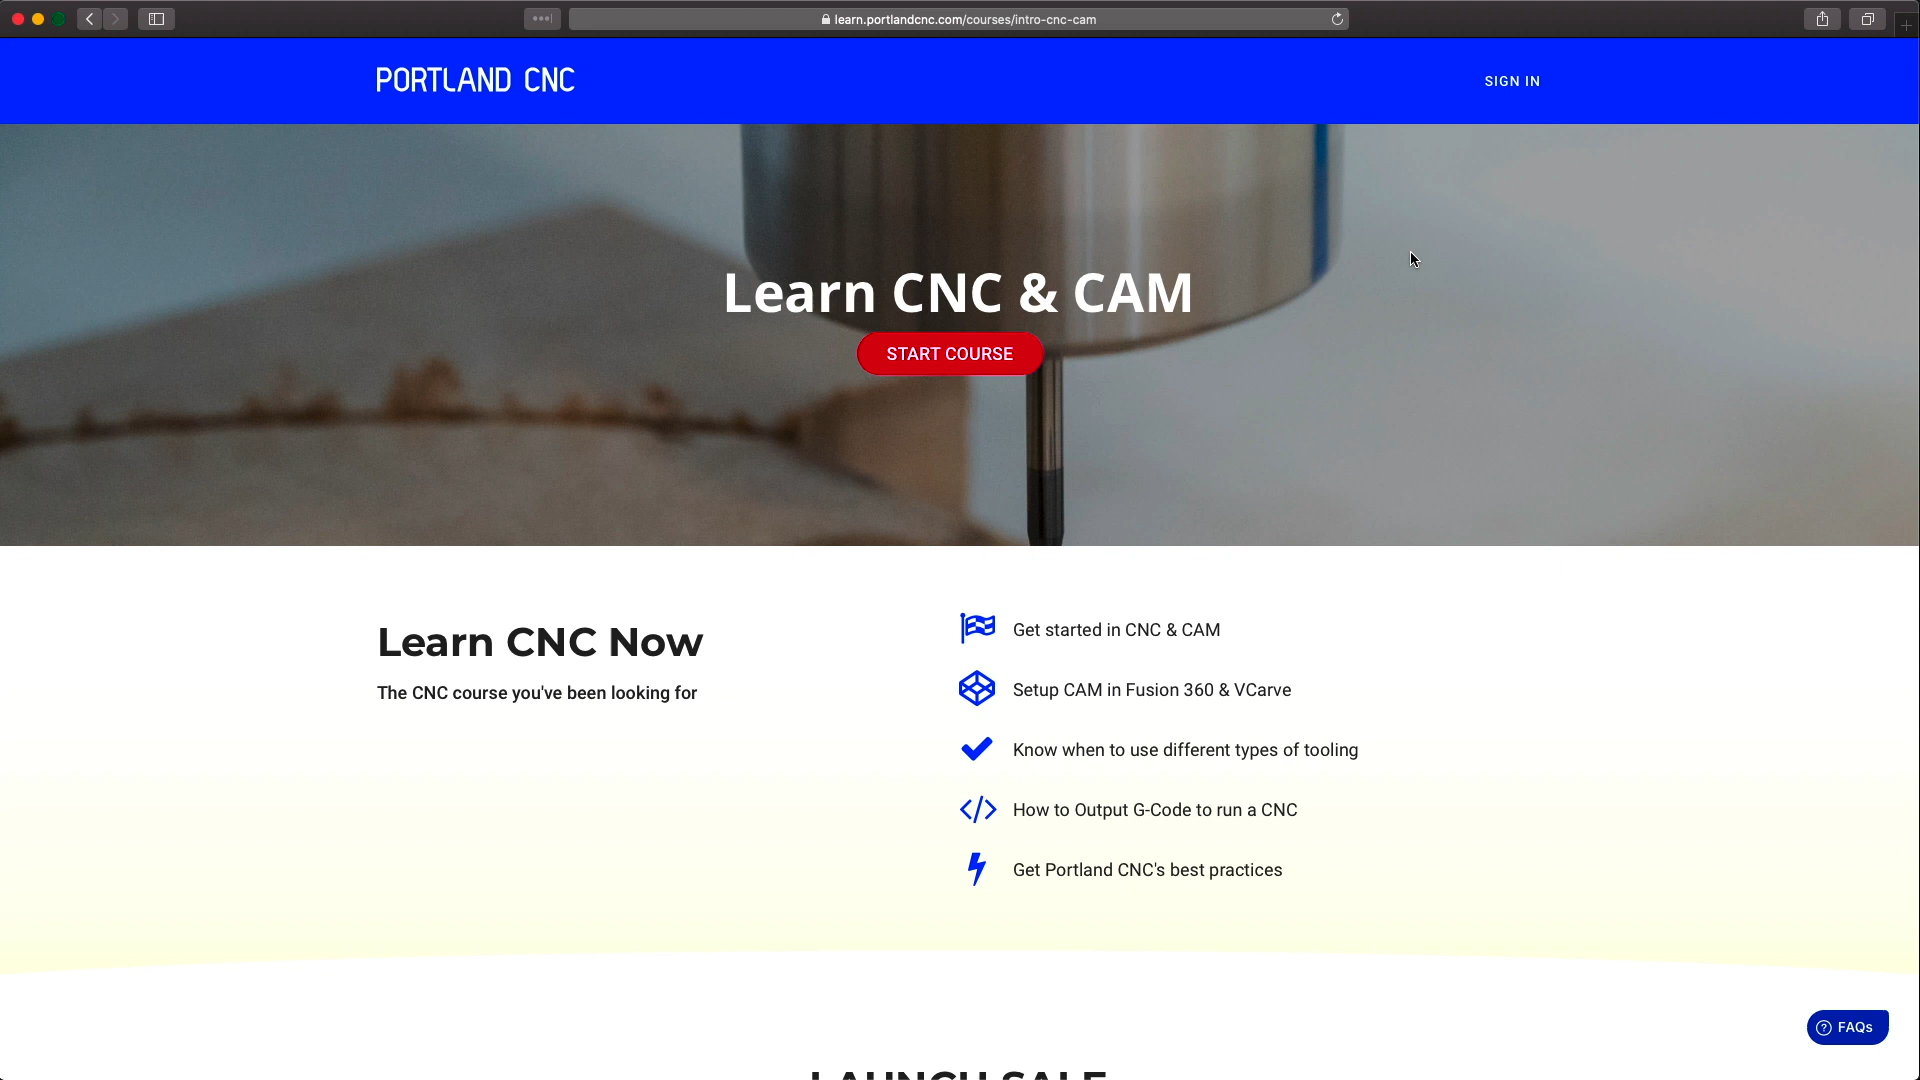 learn.portlandcnc.com/courses/intro-cnc-cam
PORTLAND CNC
SIGN IN
Learn CNC & CAM
START COURSE
Learn CNC Now
The CNC course you've been looking for
Get started in CNC & CAM
Setup CAM in Fusion 360 & VCarve
Know when to use different types of tooling
How to Output G-Code to run a CNC
Get Portland CNC's best practices
FAQs
LAUNCH SALE